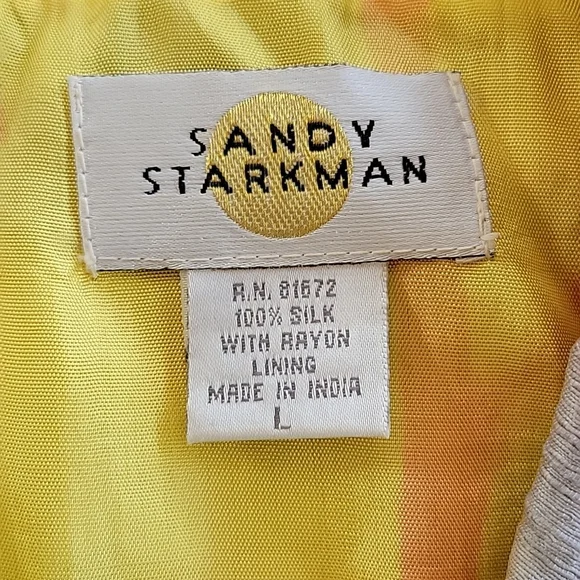 SANDY
STARKMAN
R.N. 81672
100% SILK
WITH RAYON
LINING
MADE IN INDIA
L